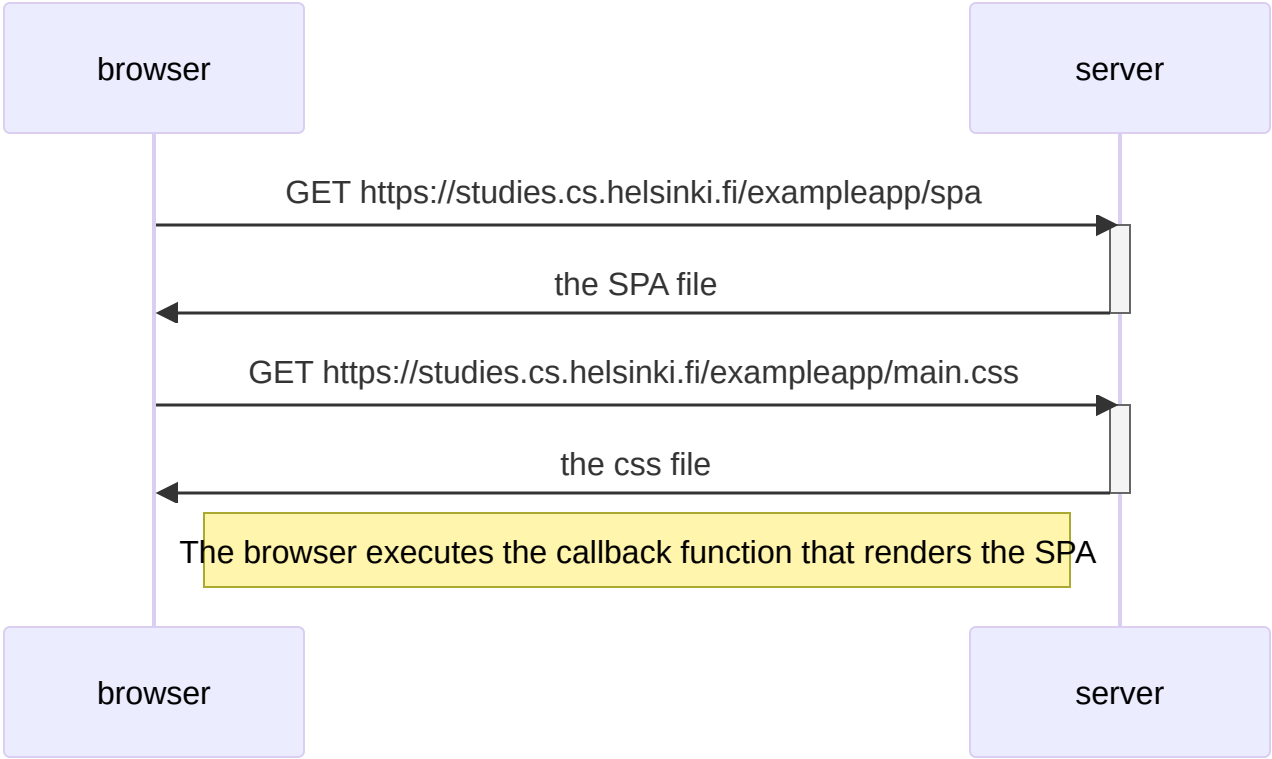 browser
server
GET https://studies.cs.helsinki.fi/exampleapp/spa
the SPA file
GET https://studies.cs.helsinki.fi/exampleapp/main.css
the css file
The browser executes the callback function that renders the SPA
browser
server